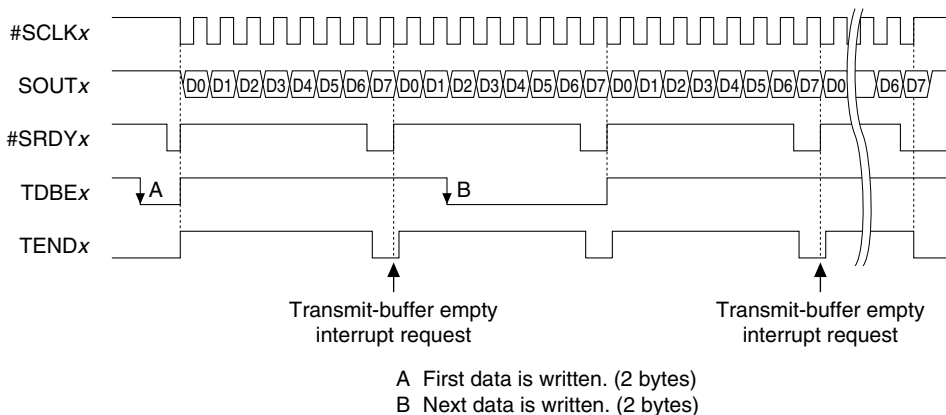 #SCLKx
SOUTx D0 D1 D2 D3 D4 D5 D6 D7 D0 D1 D2 D3 D4 D5 D6 D7 D0 D1 D2 D3 D4 D5 D6 D7 D0 D6 D7
#SRDYx
TDBEx A B
TENDx
Transmit-buffer empty
interrupt request
Transmit-buffer empty
interrupt request
A First data is written. (2 bytes)
B Next data is written. (2 bytes)